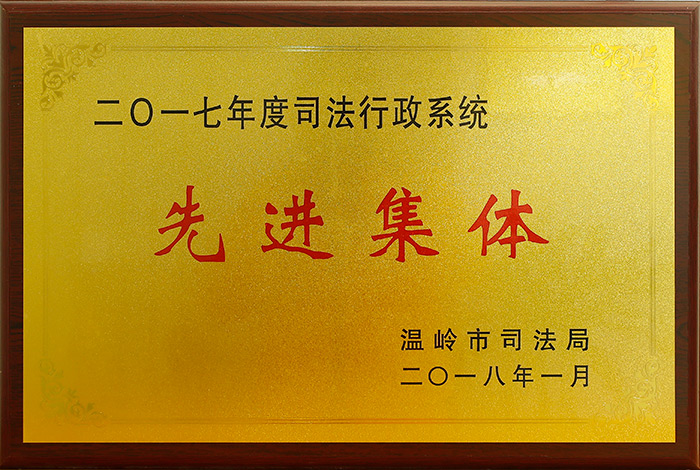 二〇一七年度司法行政系统
先进集体
温岭市司法局
二〇一八年一月